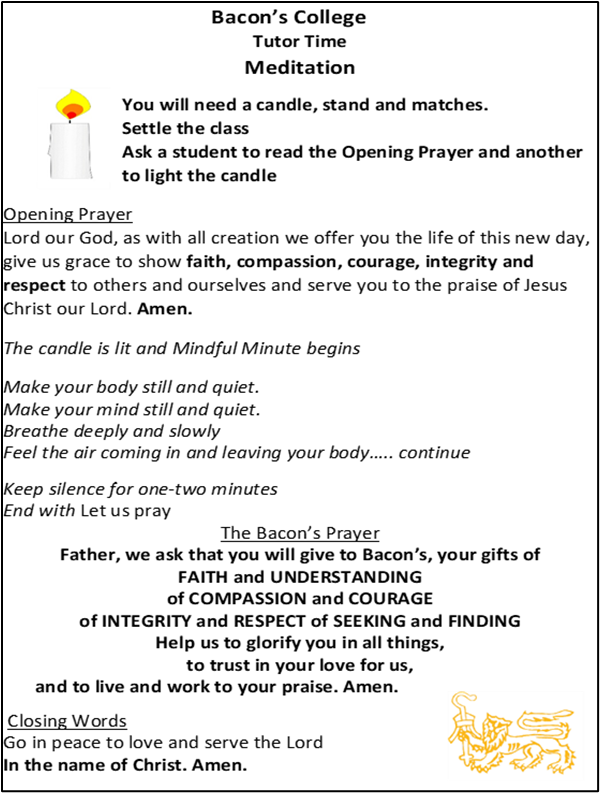 Bacon’s College
Tutor Time
Meditation
You will need a candle, stand and matches.
Settle the class
Ask a student to read the Opening Prayer and another
to light the candle
Opening Prayer
Lord our God, as with all creation we offer you the life of this new day,
give us grace to show faith, compassion, courage, integrity and
respect to others and ourselves and serve you to the praise of Jesus
Christ our Lord. Amen.
The candle is lit and Mindful Minute begins
Make your body still and quiet.
Make your mind still and quiet.
Breathe deeply and slowly
Feel the air coming in and leaving your body….. continue
Keep silence for one-two minutes
End with Let us pray
The Bacon’s Prayer
Father, we ask that you will give to Bacon’s, your gifts of
FAITH and UNDERSTANDING
of COMPASSION and COURAGE
of INTEGRITY and RESPECT of SEEKING and FINDING
Help us to glorify you in all things,
to trust in your love for us,
and to live and work to your praise. Amen.
Closing Words
Go in peace to love and serve the Lord
In the name of Christ. Amen.